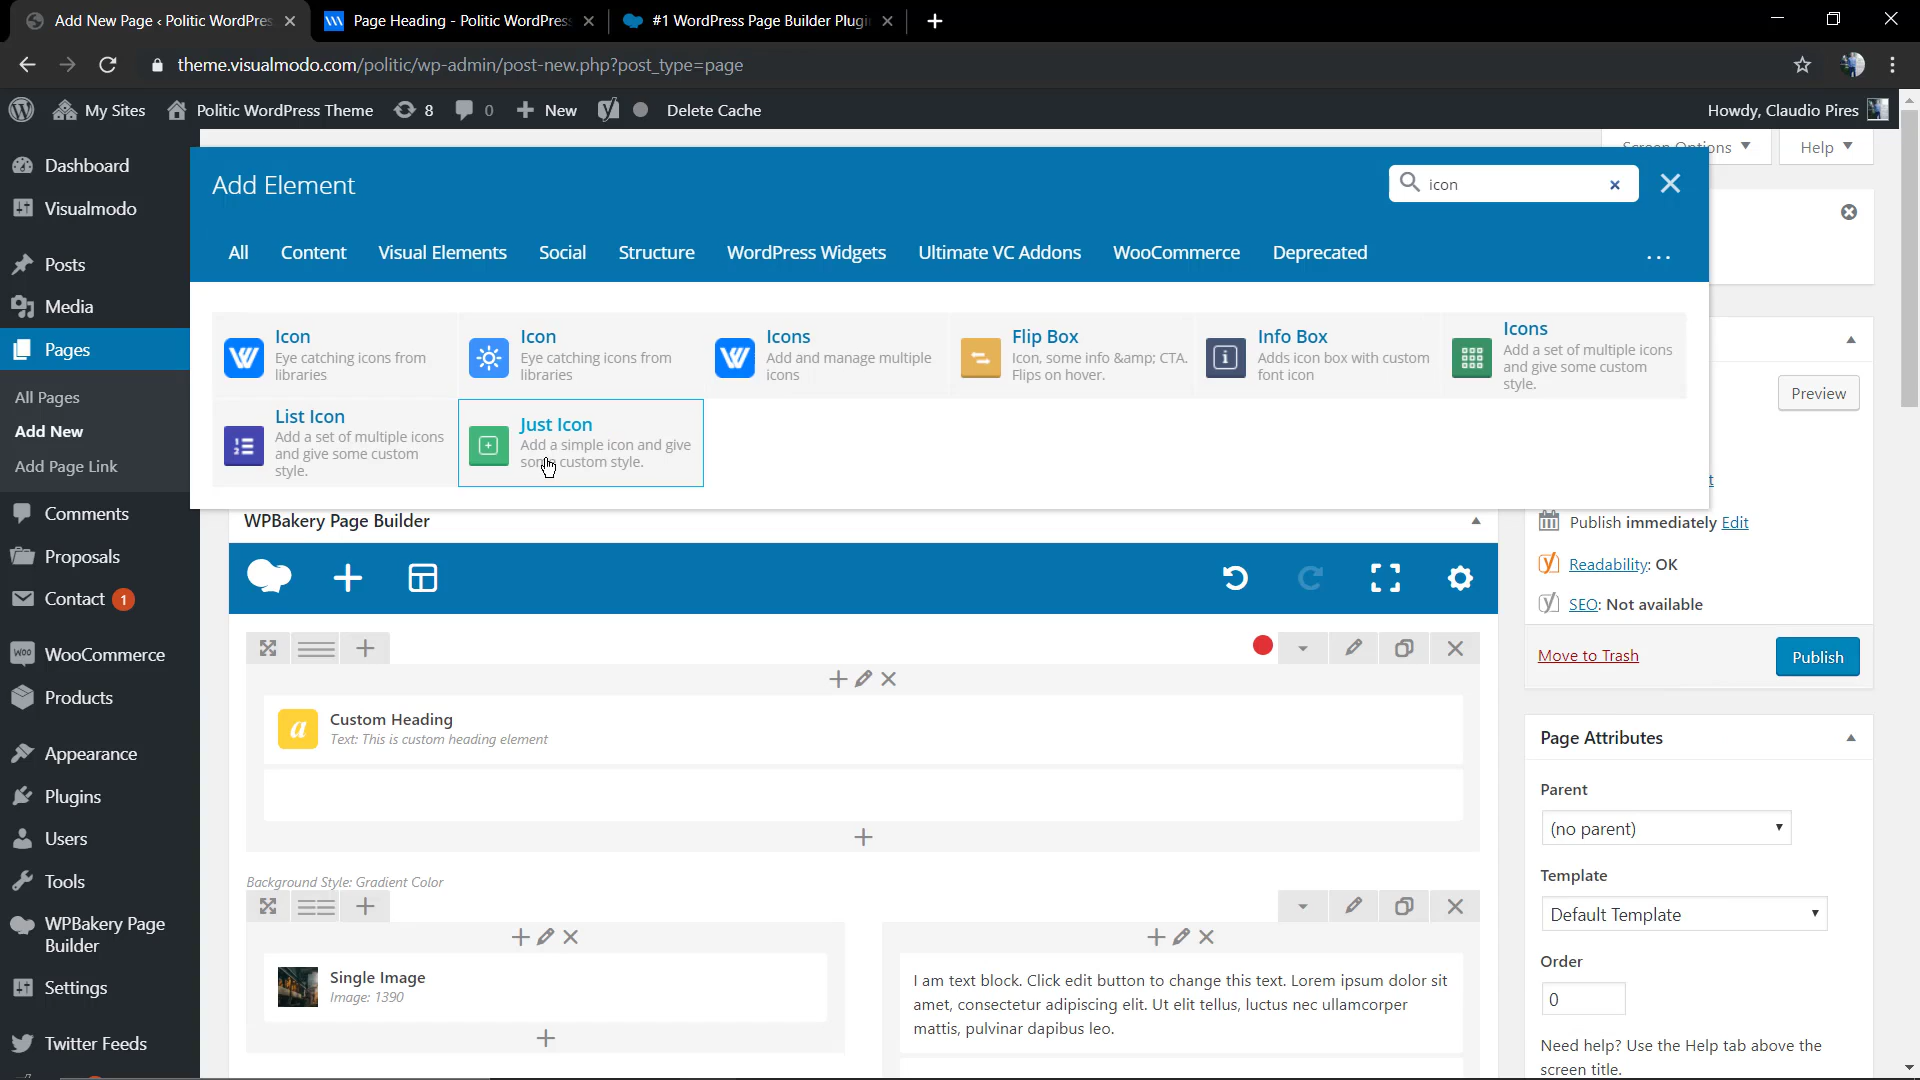 Add New Page ‹ Politic WordPres
Page Heading - Politic WordPress
#1 WordPress Page Builder Plugi
theme.visualmodo.com/politic/wp-admin/post-new.php?post_type=page
My Sites
Politic WordPress Theme
8
0
New
Delete Cache
Howdy, Claudio Pires
Dashboard
Visualmodo
Posts
Media
Pages
All Pages
Add New
Add Page Link
Comments
Proposals
Contact 1
WooCommerce
Products
Appearance
Plugins
Users
Tools
WPBakery Page
Builder
Settings
Twitter Feeds
Screen Options
Help
Add Element
icon
All
Content
Visual Elements
Social
Structure
WordPress Widgets
Ultimate VC Addons
WooCommerce
Deprecated
...
Icon
Eye catching icons from
libraries
Icon
Eye catching icons from
libraries
Icons
Add and manage multiple
icons
Flip Box
Icon, some info &amp; CTA.
Flips on hover.
Info Box
Adds icon box with custom
font icon
Icons
Add a set of multiple icons
and give some custom
style.
List Icon
Add a set of multiple icons
and give some custom
style.
Just Icon
Add a simple icon and give
some custom style.
WPBakery Page Builder
Custom Heading
Text: This is custom heading element
Background Style: Gradient Color
Single Image
Image: 1390
I am text block. Click edit button to change this text. Lorem ipsum dolor sit
amet, consectetur adipiscing elit. Ut elit tellus, luctus nec ullamcorper
mattis, pulvinar dapibus leo.
Preview
Publish immediately Edit
Readability: OK
SEO: Not available
Move to Trash
Publish
Page Attributes
Parent
(no parent)
Template
Default Template
Order
0
Need help? Use the Help tab above the
screen title.